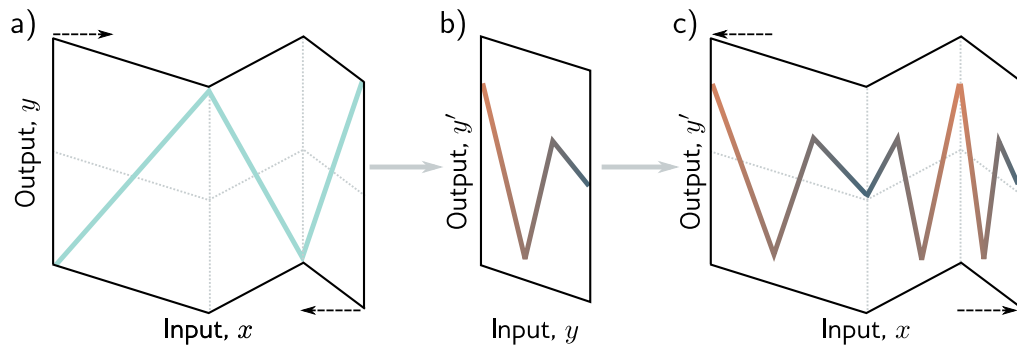 a)
Output, y
Input, x
b)
Output, y′
Input, y
c)
Output, y′
Input, x